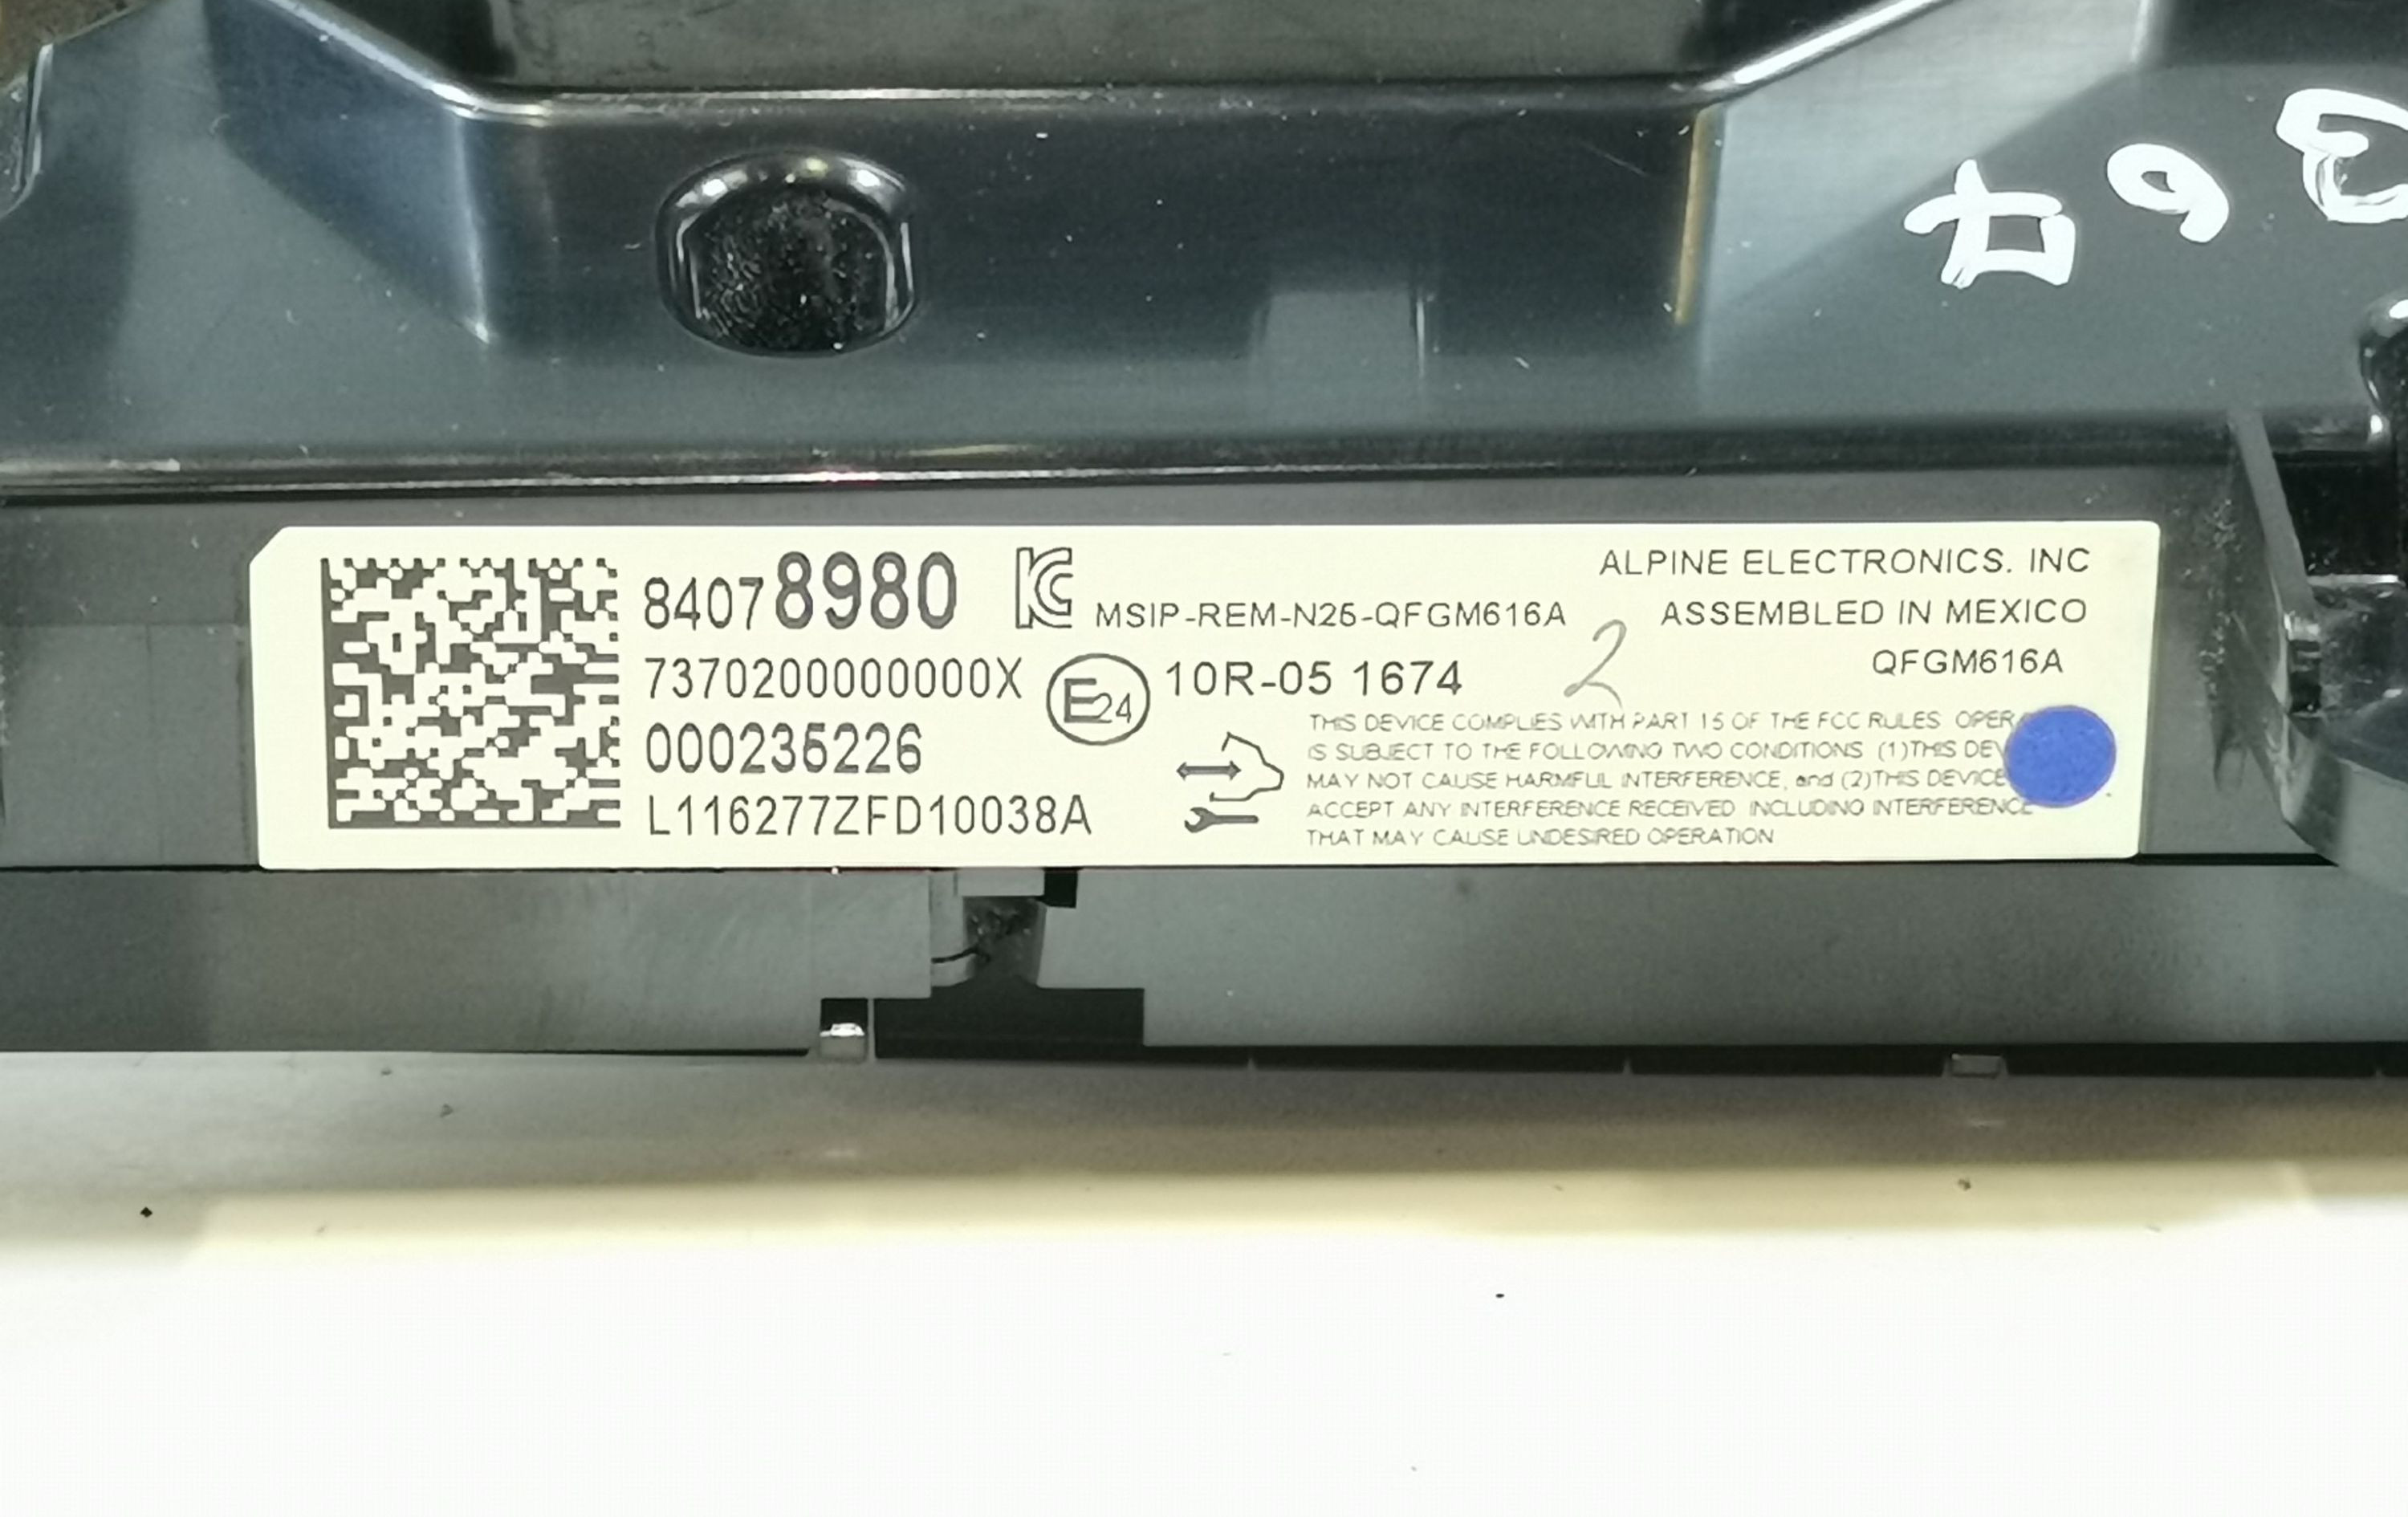 84078980
7370200000000X
000235226
L116277ZFD10038A
KC MSIP-REM-N26-QFGM616A
E24 10R-05 1674
2
ALPINE ELECTRONICS. INC
ASSEMBLED IN MEXICO
QFGM616A
THIS DEVICE COMPLIES WITH PART 15 OF THE FCC RULES OPER
IS SUBJECT TO THE FOLLOWING TWO CONDITIONS (1)THIS DEV
MAY NOT CAUSE HARMFUL INTERFERENCE, and (2)THIS DEVICE
ACCEPT ANY INTERFERENCE RECEIVED INCLUDING INTERFERENCE
THAT MAY CAUSE UNDESIRED OPERATION